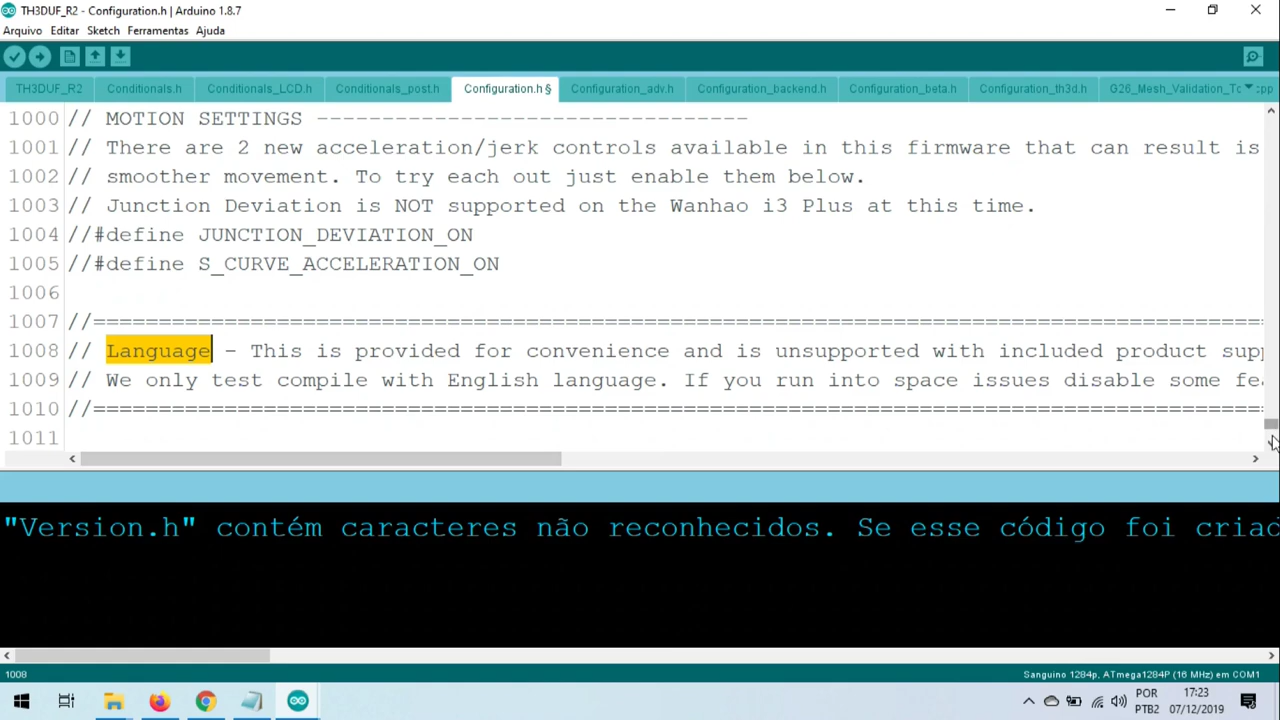 TH3DUF_R2 - Configuration.h | Arduino 1.8.7
Arquivo Editar Sketch Ferramentas Ajuda
TH3DUF_R2 Conditionals.h Conditionals_LCD.h Conditionals_post.h Configuration.h § Configuration_adv.h Configuration_backend.h Configuration_beta.h Configuration_th3d.h G26_Mesh_Validation_To cpp
1000 // MOTION SETTINGS ---------------------------------
1001 // There are 2 new acceleration/jerk controls available in this firmware that can result is
1002 // smoother movement. To try each out just enable them below.
1003 // Junction Deviation is NOT supported on the Wanhao i3 Plus at this time.
1004 //#define JUNCTION_DEVIATION_ON
1005 //#define S_CURVE_ACCELERATION_ON
1006
1007 //==========================================================================================
1008 // Language - This is provided for convenience and is unsupported with included product supp
1009 // We only test compile with English language. If you run into space issues disable some fea
1010 //==========================================================================================
1011
"Version.h" contém caracteres não reconhecidos. Se esse código foi criad
1008
Sanguino 1284p, ATmega1284P (16 MHz) em COM1
POR 17:23
PTB2 07/12/2019